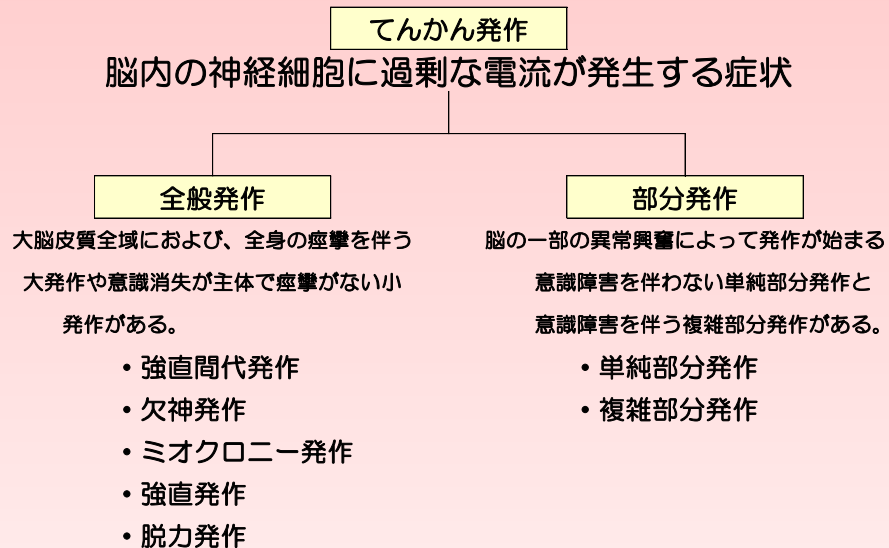 てんかん発作
脳内の神経細胞に過剰な電流が発生する症状
全般発作
大脳皮質全域におよび、全身の痙攣を伴う
大発作や意識消失が主体で痙攣がない小
発作がある。
・強直間代発作
・欠神発作
・ミオクロニー発作
・強直発作
・脱力発作
部分発作
脳の一部の異常興奮によって発作が始まる
意識障害を伴わない単純部分発作と
意識障害を伴う複雑部分発作がある。
・単純部分発作
・複雑部分発作